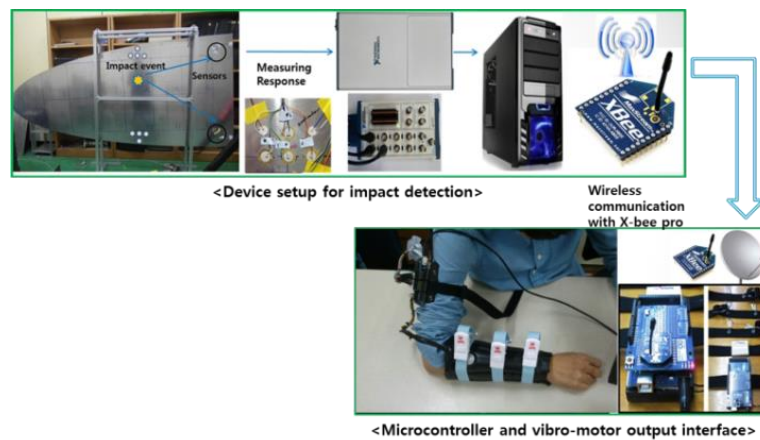 Impact event
Sensors
Measuring
Response
XBee
<Device setup for impact detection>
Wireless
communication
with X-bee pro
<Microcontroller and vibro-motor output interface>